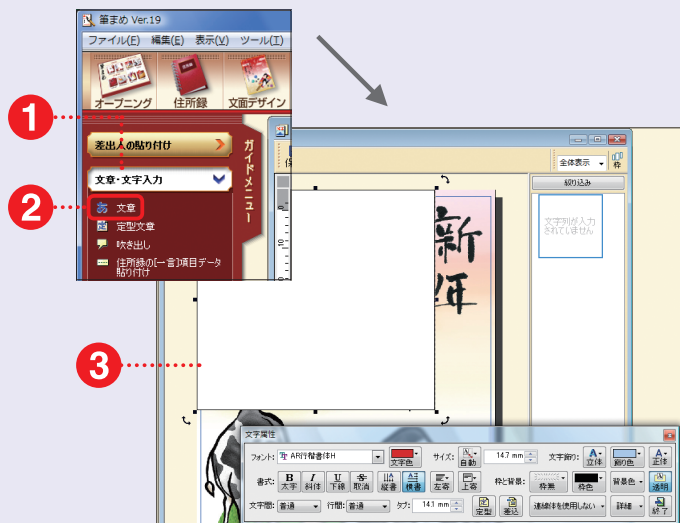 筆まめ Ver.19
ファイル(F) 編集(E) 表示(V) ツール(T)
オープニング 住所録 文面デザイン
1
差出人の貼り付け
文章・文字入力
ガイドメニュー
2
あ 文章
定型文章
吹き出し
住所録の[一言]項目データ
貼り付け
全体表示
枠
絞り込み
文字列が入力
されていません
新年
3
文字属性
フォント: AR行楷書体H 文字色 サイズ: 自動 14.7 mm 文字飾り: A 立体 飾り色 A 正体
書式: B 太字 I 斜体 U 下線 S 取消 縦書 横書 左寄 上寄 枠と背景: 枠無 枠色 背景色 透明
文字間: 普通 行間: 普通 タブ: 14.1 mm 定型 差込 連綿体を使用しない 詳細 終了